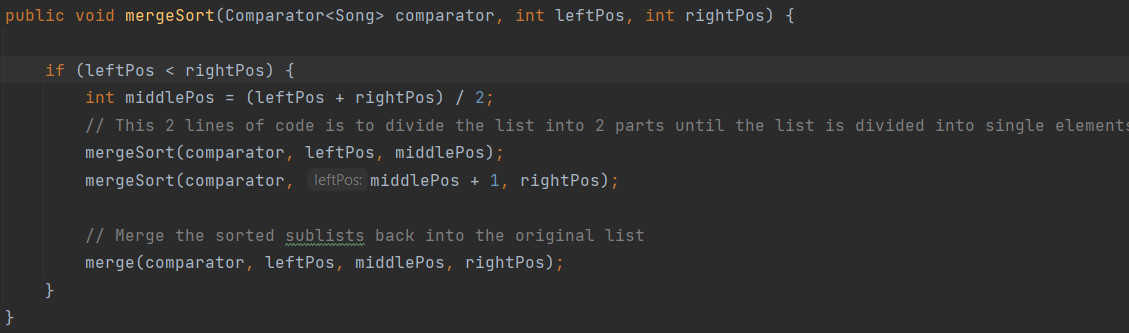 public void mergeSort(Comparator<Song> comparator, int leftPos, int rightPos) {
if (leftPos < rightPos) {
int middlePos = (leftPos + rightPos) / 2;
// This 2 lines of code is to divide the list into 2 parts until the list is divided into single elements
mergeSort(comparator, leftPos, middlePos);
mergeSort(comparator, leftPos: middlePos + 1, rightPos);
// Merge the sorted sublists back into the original list
merge(comparator, leftPos, middlePos, rightPos);
}
}